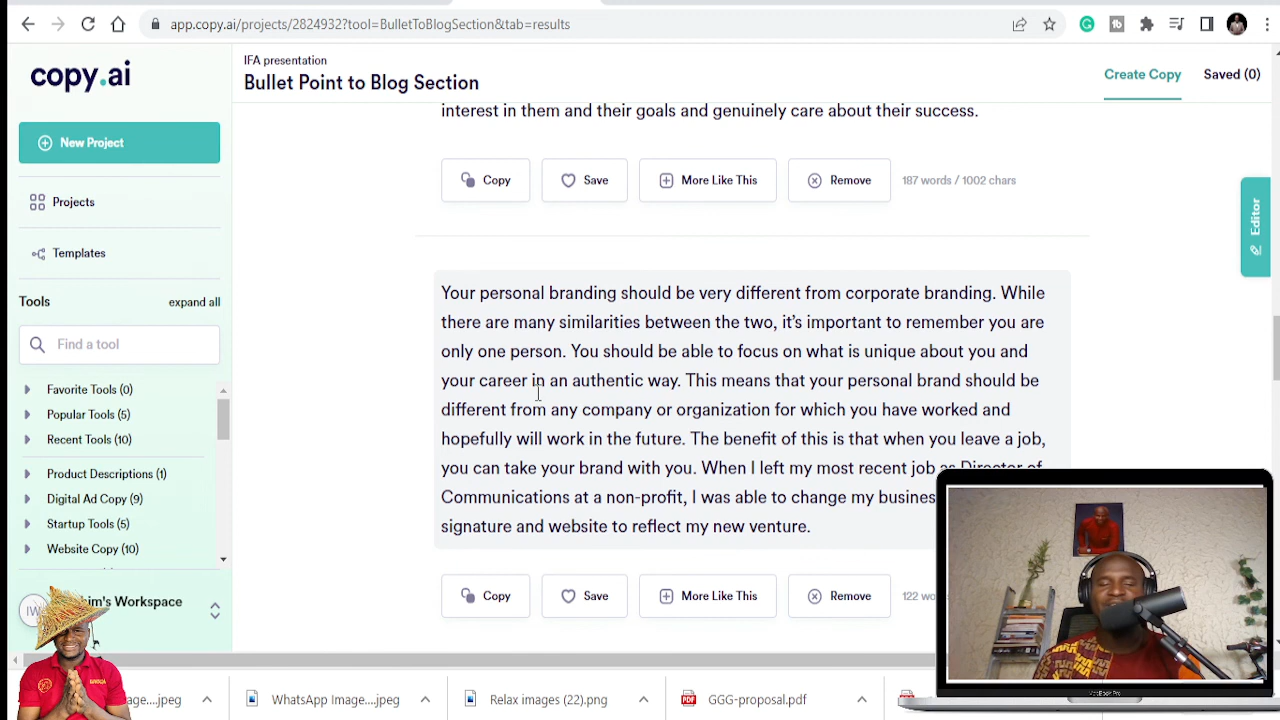 app.copy.ai/projects/2824932?tool=BulletToBlogSection&tab=results
copy.ai
IFA presentation
Bullet Point to Blog Section
Create Copy
Saved (0)
New Project
Projects
Templates
Tools
expand all
Find a tool
Favorite Tools (0)
Popular Tools (5)
Recent Tools (10)
Product Descriptions (1)
Digital Ad Copy (9)
Startup Tools (5)
Website Copy (10)
IW
Workspace
interest in them and their goals and genuinely care about their success.
Copy
Save
More Like This
Remove
187 words / 1002 chars
Editor
Your personal branding should be very different from corporate branding. While
there are many similarities between the two, it's important to remember you are
only one person. You should be able to focus on what is unique about you and
your career in an authentic way. This means that your personal brand should be
different from any company or organization for which you have worked and
hopefully will work in the future. The benefit of this is that when you leave a job,
you can take your brand with you. When I left my most recent job as Director of
Communications at a non-profit, I was able to change my
signature and website to reflect my new venture.
Copy
Save
More Like This
Remove
122
WhatsApp Image....jpeg
Relax images (22).png
GGG-proposal.pdf
PDF